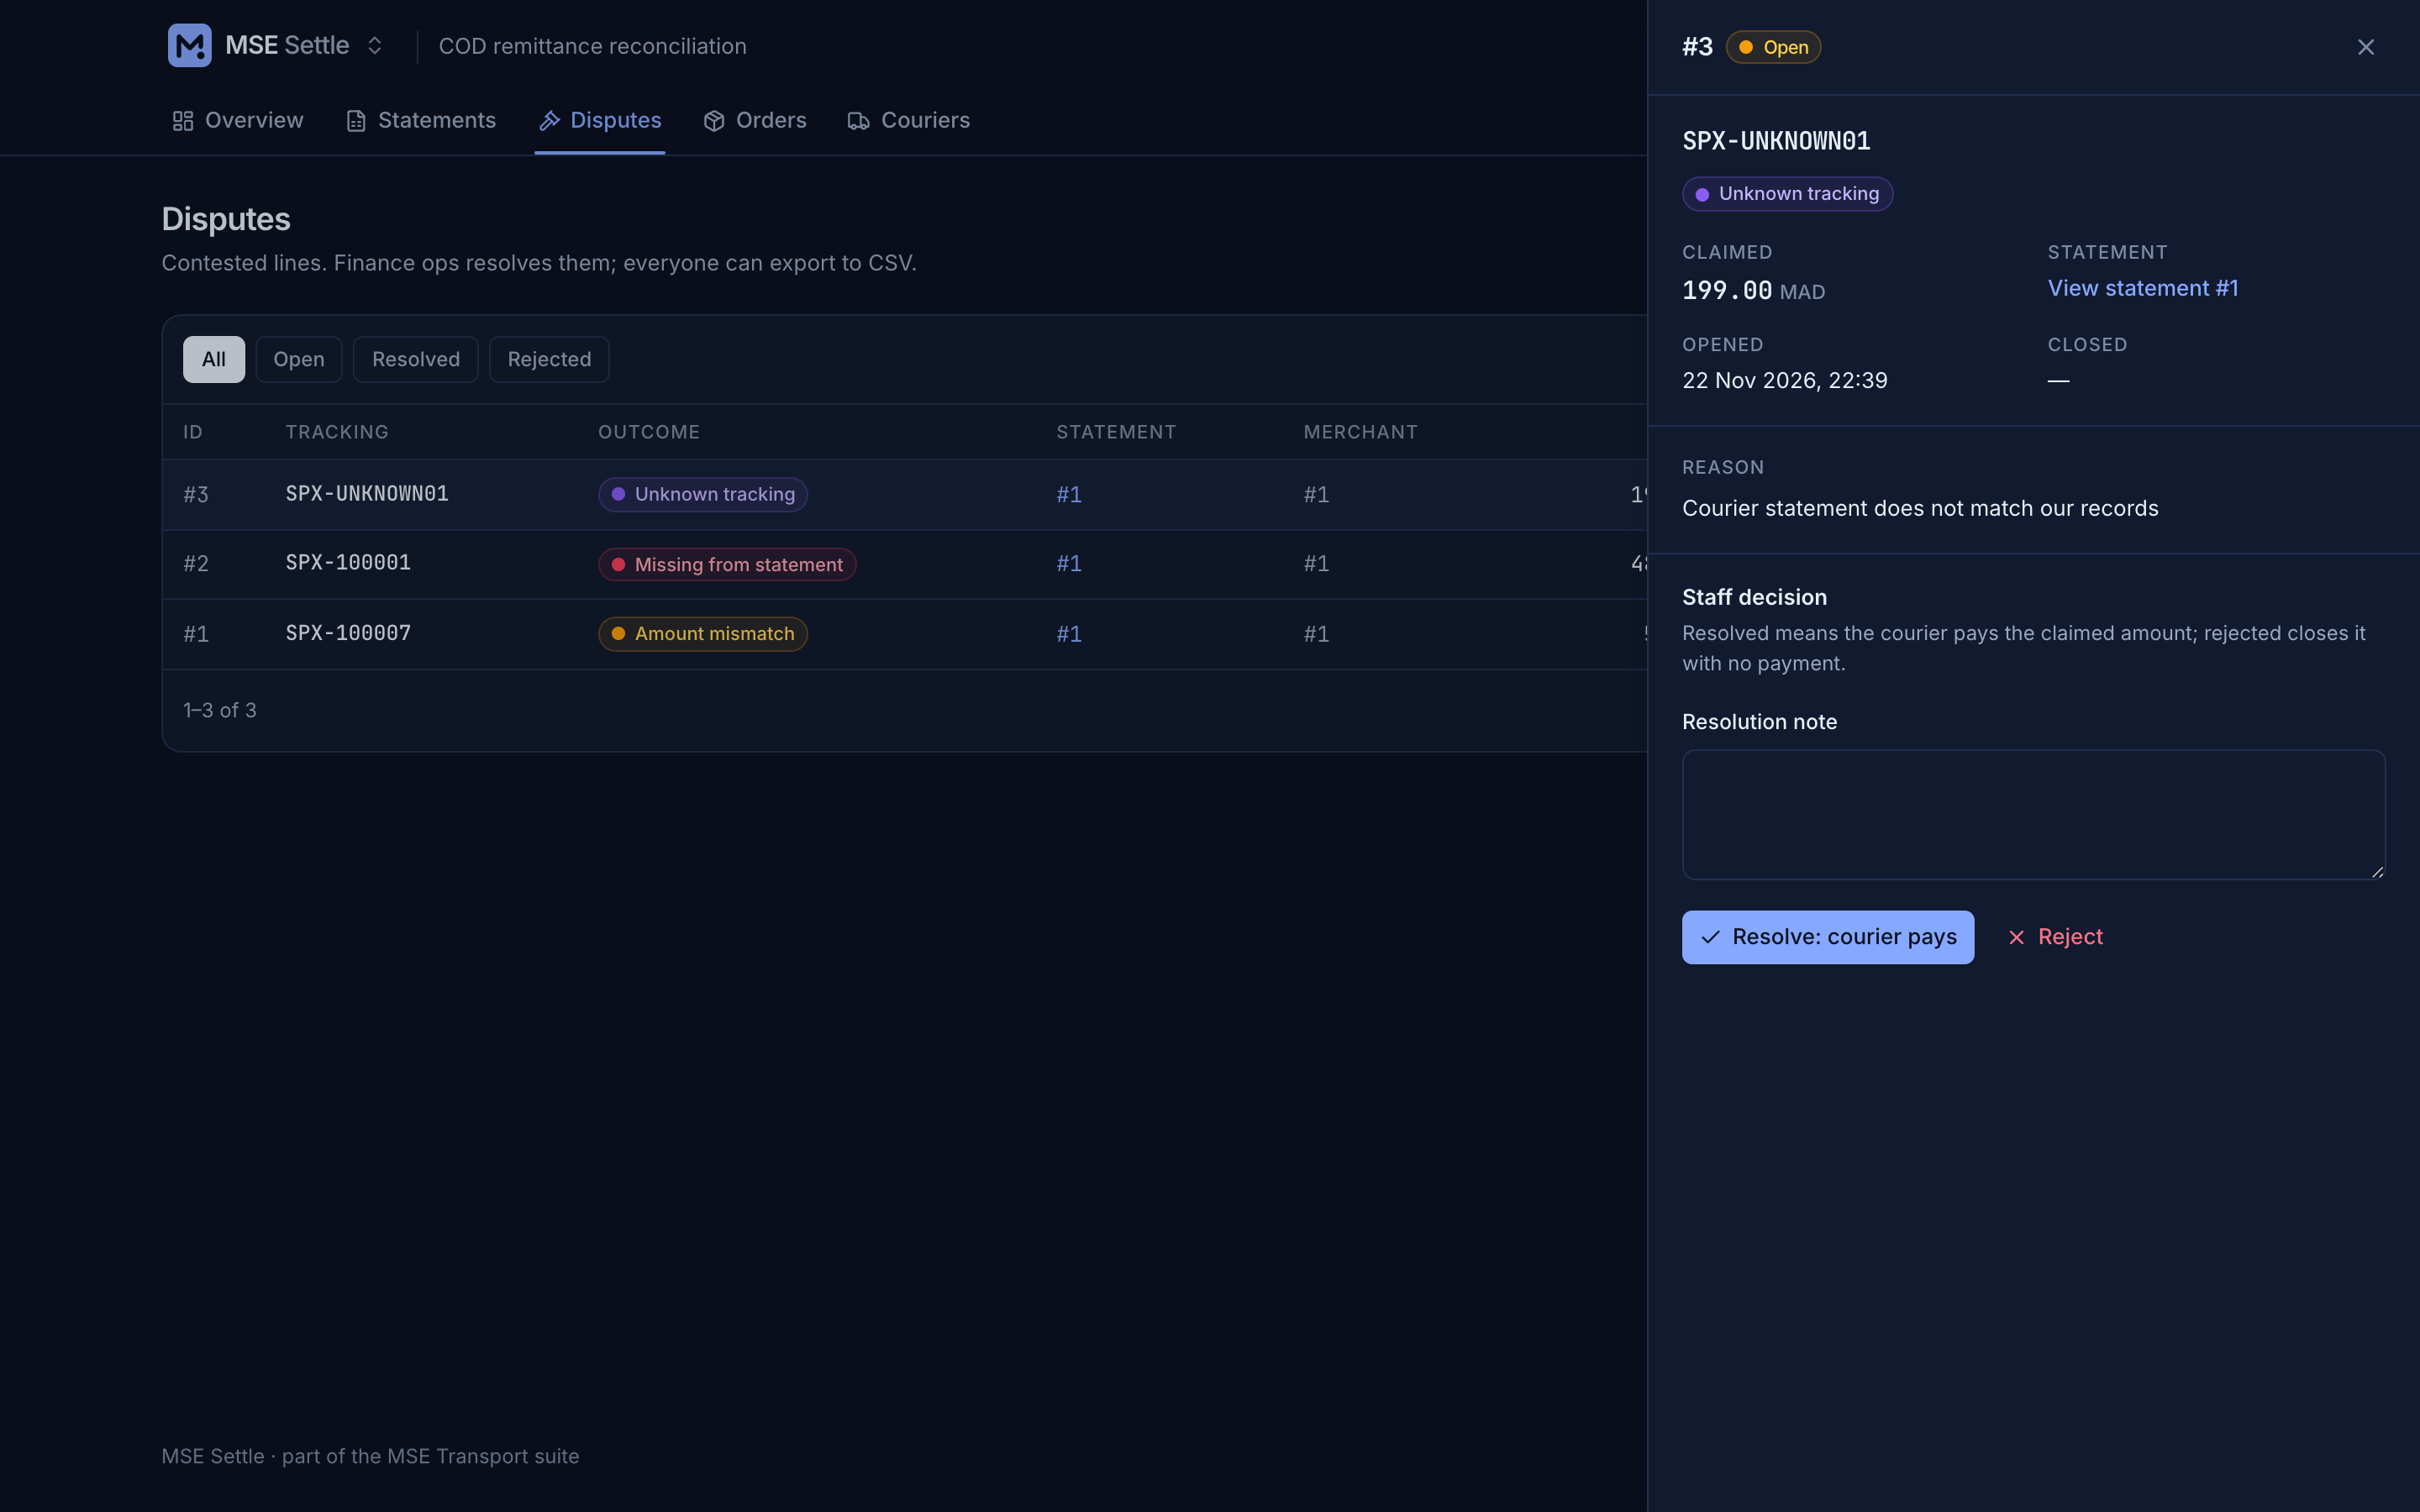 MSE Settle
COD remittance reconciliation
Overview
Statements
Disputes
Orders
Couriers
Disputes
Contested lines. Finance ops resolves them; everyone can export to CSV.
All
Open
Resolved
Rejected
ID TRACKING OUTCOME STATEMENT MERCHANT
#3 SPX-UNKNOWN01 Unknown tracking #1 #1
#2 SPX-100001 Missing from statement #1 #1
#1 SPX-100007 Amount mismatch #1 #1
1–3 of 3
MSE Settle · part of the MSE Transport suite
#3 Open
SPX-UNKNOWN01
Unknown tracking
CLAIMED
199.00 MAD
STATEMENT
View statement #1
OPENED
22 Nov 2026, 22:39
CLOSED
—
REASON
Courier statement does not match our records
Staff decision
Resolved means the courier pays the claimed amount; rejected closes it
with no payment.
Resolution note
Resolve: courier pays
Reject